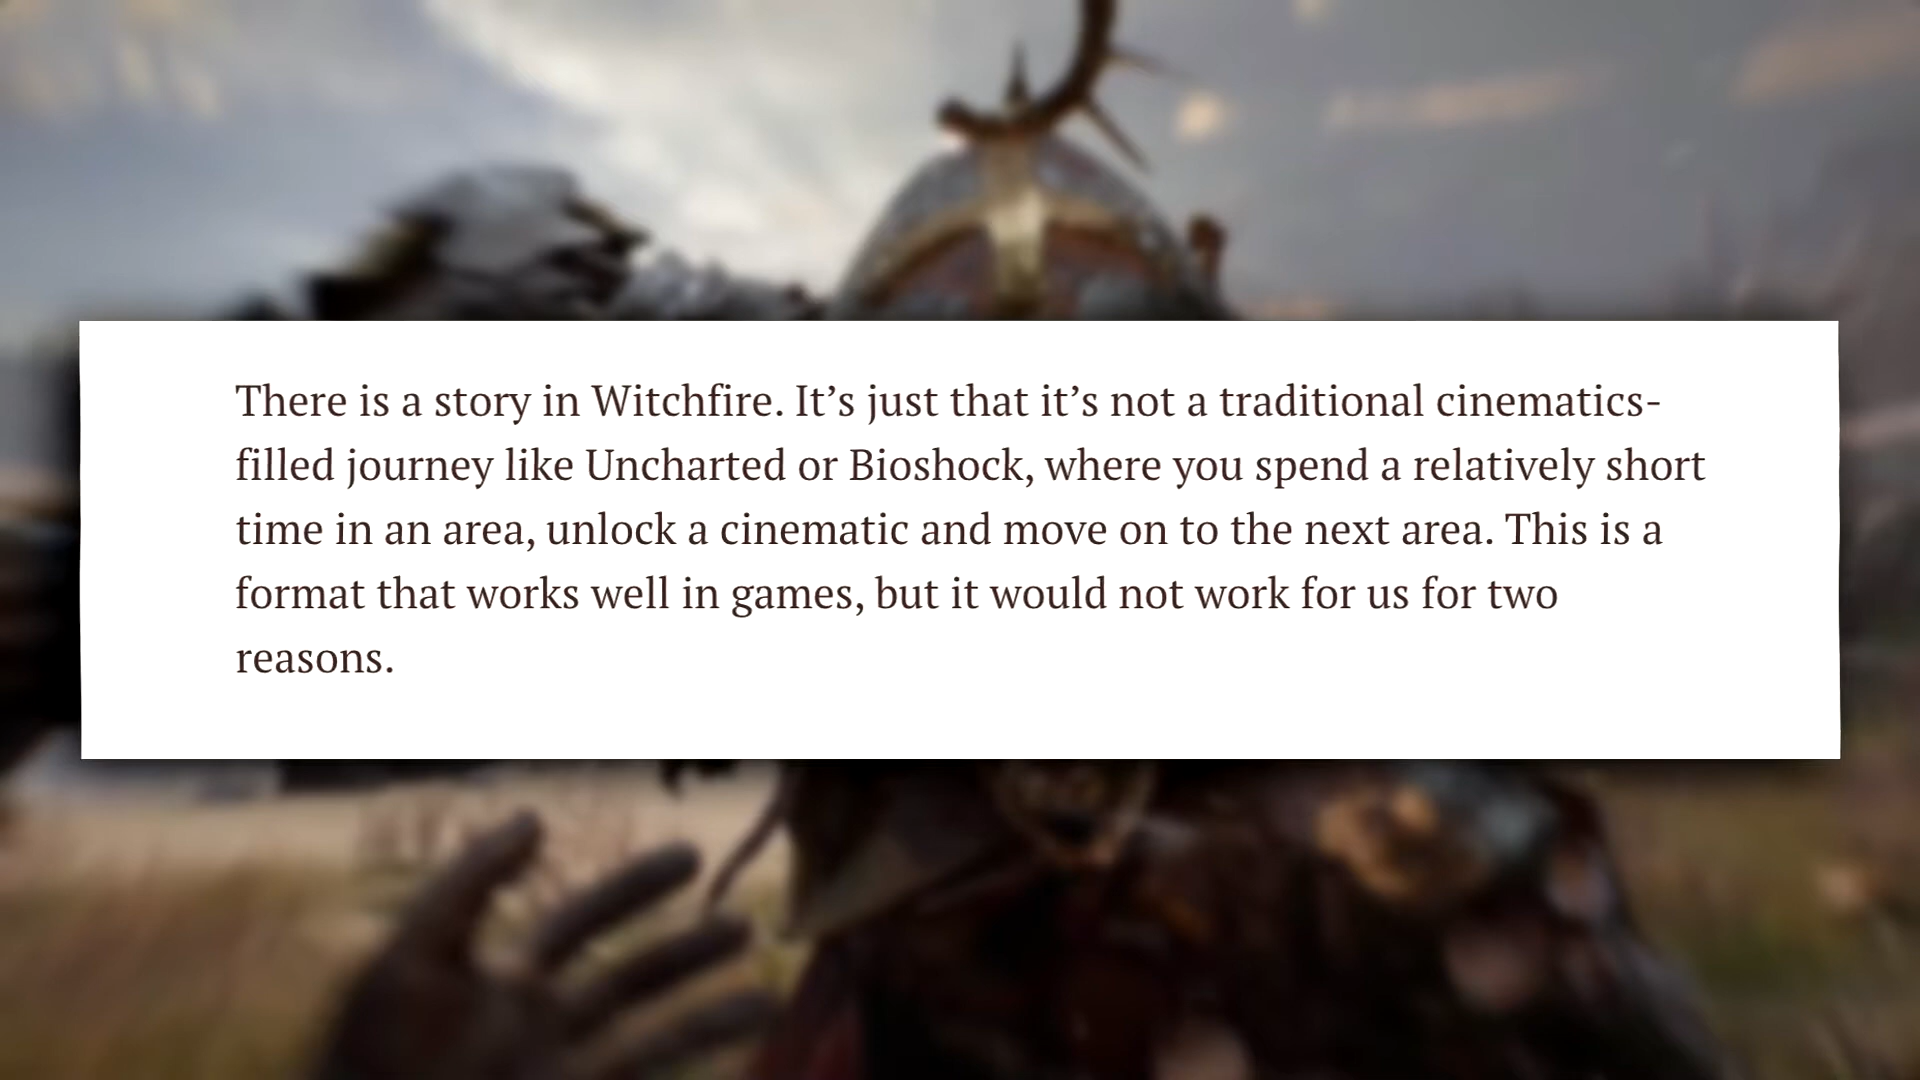 There is a story in Witchfire. It’s just that it’s not a traditional cinematics-
filled journey like Uncharted or Bioshock, where you spend a relatively short
time in an area, unlock a cinematic and move on to the next area. This is a
format that works well in games, but it would not work for us for two
reasons.